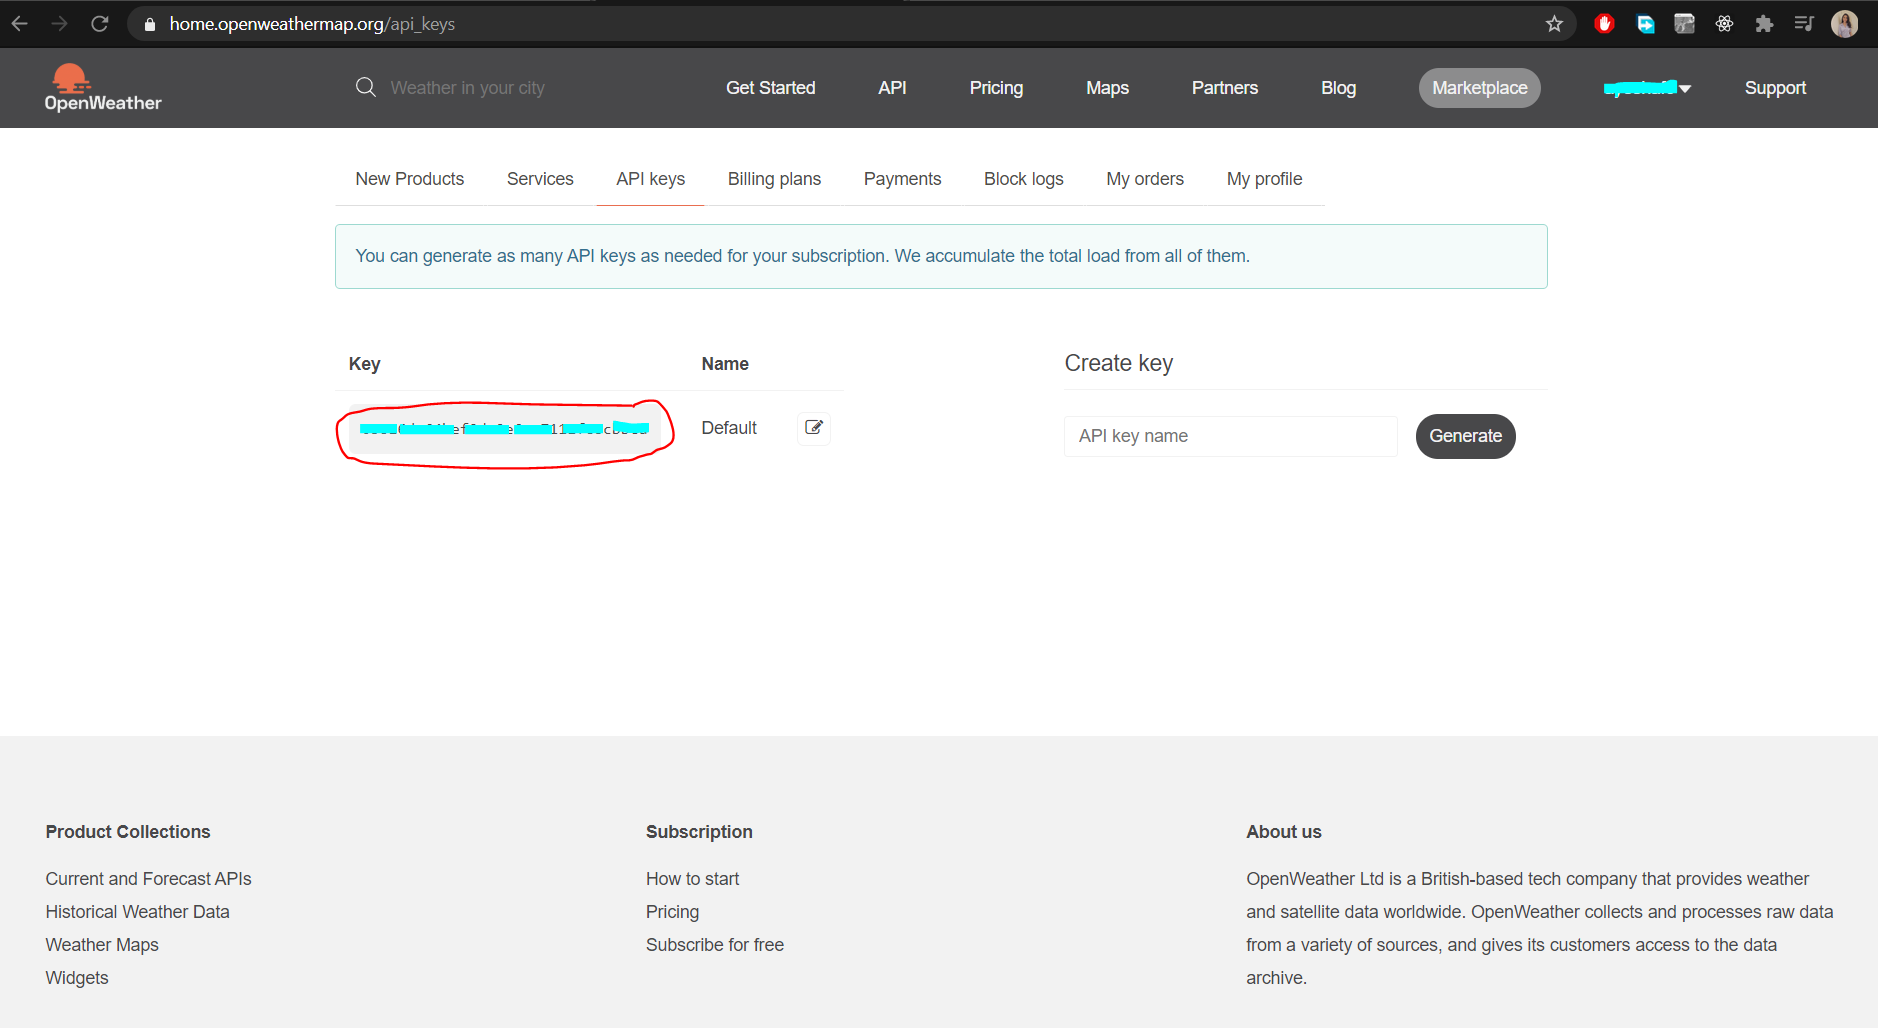 home.openweathermap.org/api_keys
OpenWeather
Weather in your city
Get Started
API
Pricing
Maps
Partners
Blog
Marketplace
Support
New Products
Services
API keys
Billing plans
Payments
Block logs
My orders
My profile
You can generate as many API keys as needed for your subscription. We accumulate the total load from all of them.
Key
Name
Create key
Default
API key name
Generate
Product Collections
Current and Forecast APIs
Historical Weather Data
Weather Maps
Widgets
Subscription
How to start
Pricing
Subscribe for free
About us
OpenWeather Ltd is a British-based tech company that provides weather
and satellite data worldwide. OpenWeather collects and processes raw data
from a variety of sources, and gives its customers access to the data
archive.